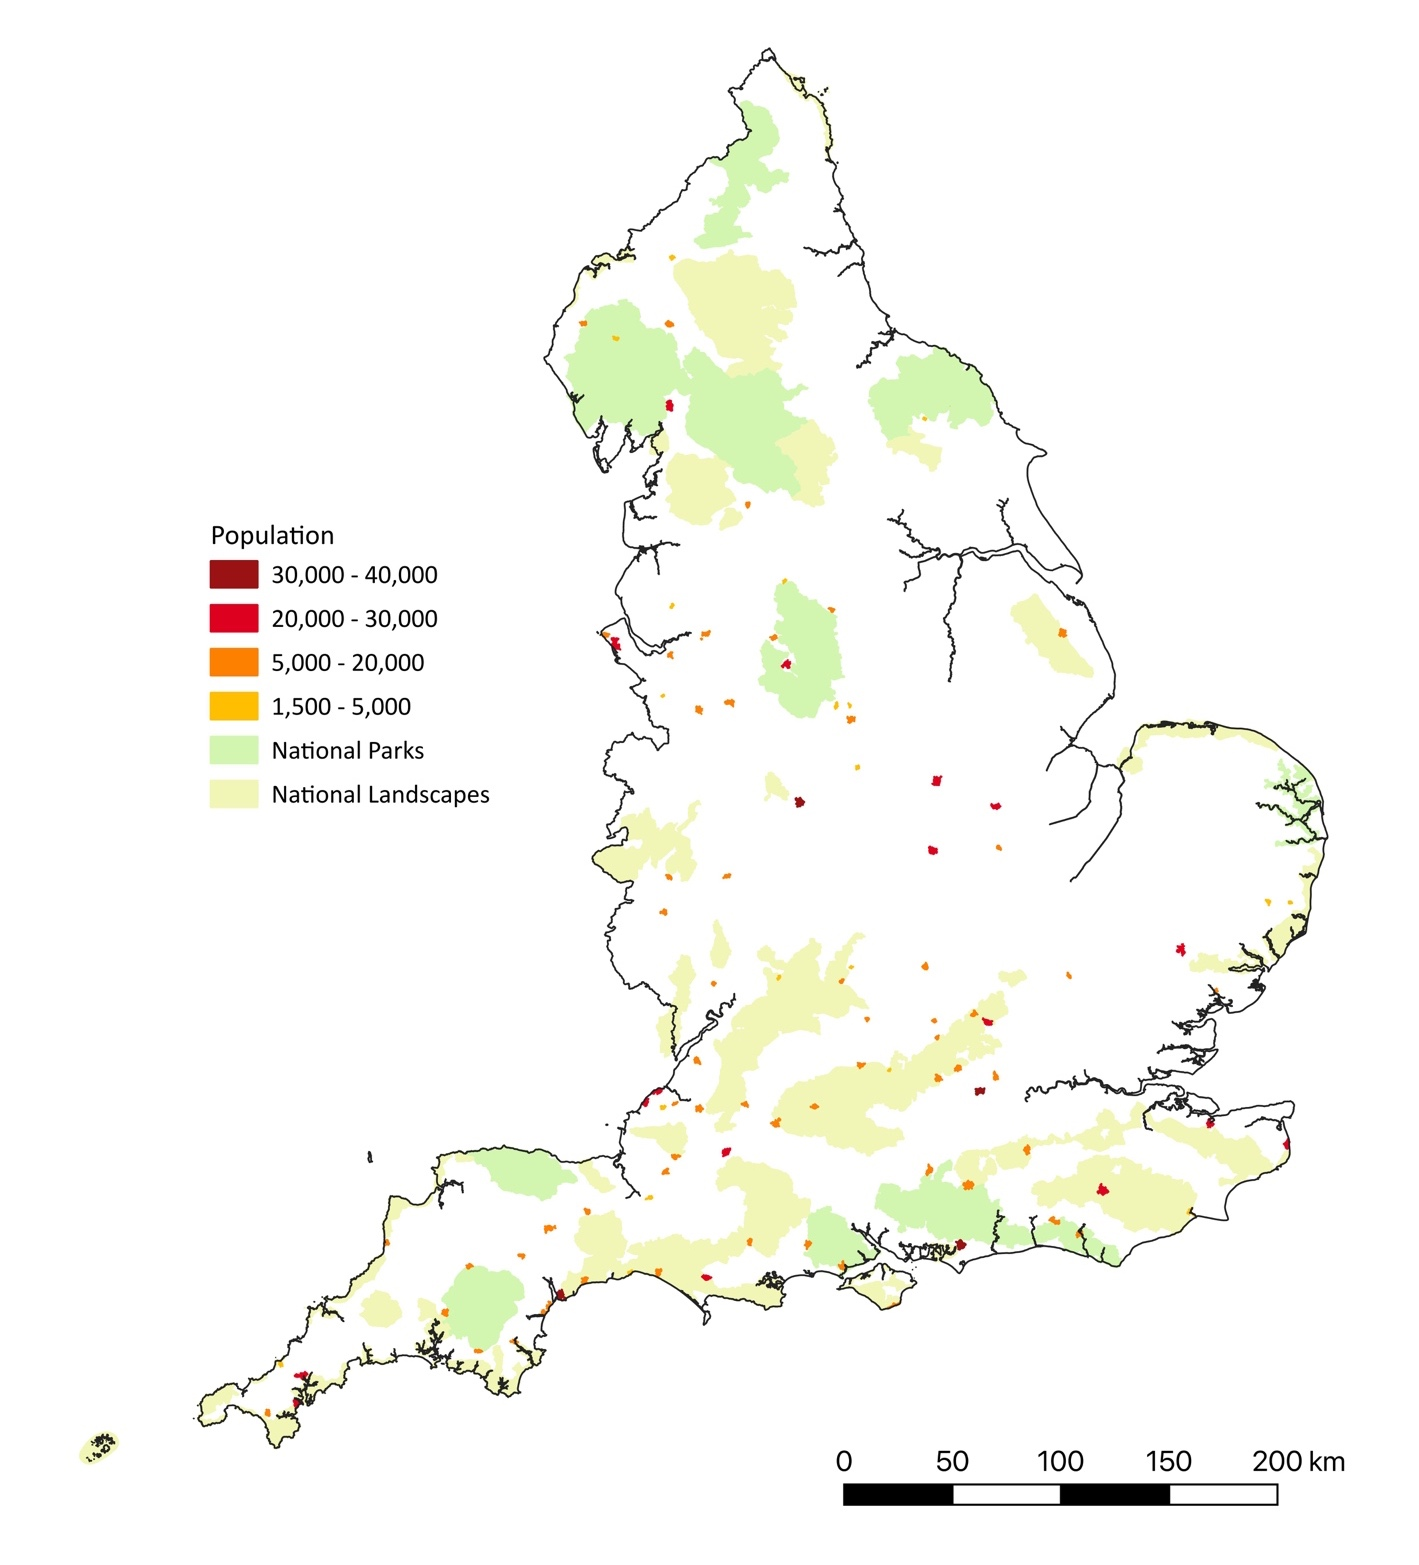 Population
30,000 - 40,000
20,000 - 30,000
5,000 - 20,000
1,500 - 5,000
National Parks
National Landscapes
0 50 100 150 200 km